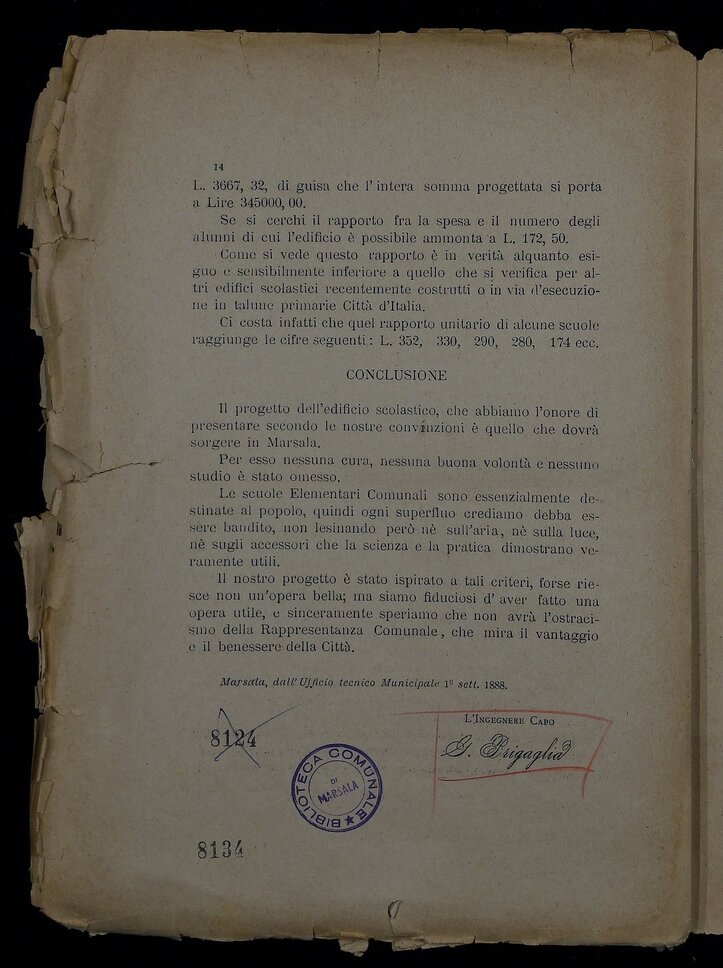 14
L. 3667, 32, di guisa che l'intera somma progettata si porta
a Lire 345000, 00.
Se si cerchi il rapporto fra la spesa e il numero degli
alunni di cui l'edificio è possibile ammonta a L. 172, 50.
Come si vede questo rapporto è in verità alquanto esi-
guo e sensibilmente inferiore a quello che si verifica per al-
tri edifici scolastici recentemente costrutti o in via d'esecuzio-
ne in talune primarie Città d'Italia.
Ci costa infatti che quel rapporto unitario di alcune scuole
raggiunge le cifre seguenti: L. 352, 330, 290, 280, 174 ecc.
CONCLUSIONE
Il progetto dell'edificio scolastico, che abbiamo l'onore di
presentare secondo le nostre convinzioni è quello che dovrà
sorgere in Marsala.
Per esso nessuna cura, nessuna buona volontà e nessuno
studio è stato omesso.
Le scuole Elementari Comunali sono essenzialmente de-
stinate al popolo, quindi ogni superfluo crediamo debba es-
sere bandito, non lesinando però nè sull'aria, nè sulla luce,
nè sugli accessori che la scienza e la pratica dimostrano ve-
ramente utili.
Il nostro progetto è stato ispirato a tali criteri, forse rie-
sce non un'opera bella; ma siamo fiduciosi d'aver fatto una
opera utile, e sinceramente speriamo che non avrà l'ostraci-
smo della Rappresentanza Comunale, che mira il vantaggio
e il benessere della Città.
Marsala, dall'Ufficio tecnico Municipale 1º sett. 1888.
L'INGEGNERE CAPO
G. Brigaglia
8124
BIBLIOTECA COMUNALE
DI
MARSALA
8134